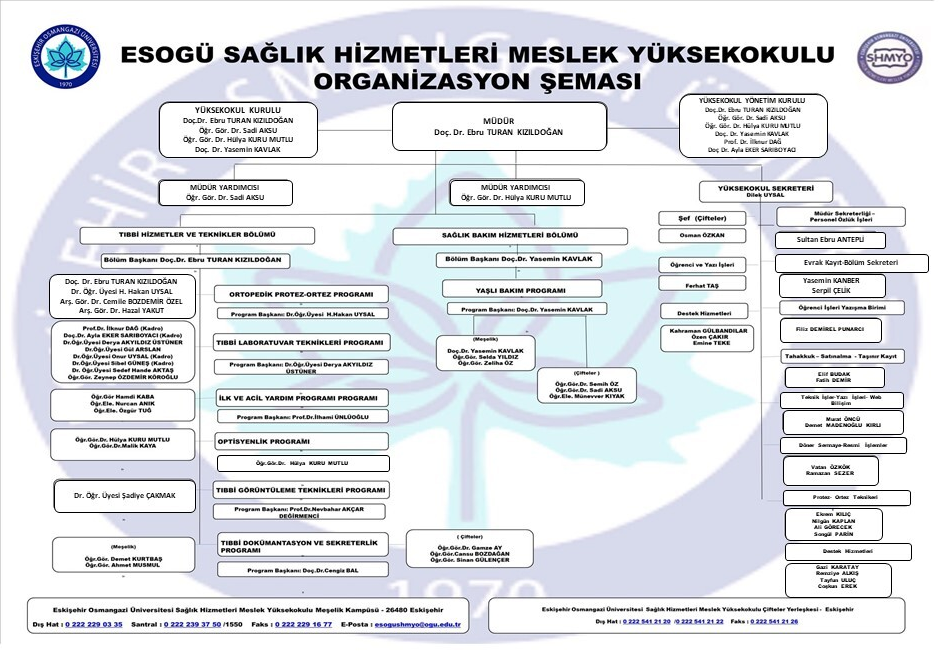 ESKİŞEHİR OSMANGAZİ ÜNİVERSİTESİ
1970
ESOGÜ SAĞLIK HİZMETLERİ MESLEK YÜKSEKOKULU
ORGANİZASYON ŞEMASI
SHMYO
YÜKSEKOKUL KURULU
Doç.Dr. Ebru TURAN KIZILDOĞAN
Öğr. Gör. Dr. Sadi AKSU
Öğr. Gör. Dr. Hülya KURU MUTLU
Doç. Dr. Yasemin KAVLAK
MÜDÜR
Doç. Dr. Ebru TURAN KIZILDOĞAN
YÜKSEKOKUL YÖNETİM KURULU
Doç.Dr. Ebru TURAN KIZILDOĞAN
Öğr. Gör. Dr. Sadi AKSU
Öğr. Gör. Dr. Hülya KURU MUTLU
Doç. Dr. Yasemin KAVLAK
Prof. Dr. İlknur DAĞ
Doç Dr. Ayla EKER SARIBOYACI
MÜDÜR YARDIMCISI
Öğr. Gör. Dr. Sadi AKSU
MÜDÜR YARDIMCISI
Öğr. Gör. Dr. Hülya KURU MUTLU
YÜKSEKOKUL SEKRETERİ
Dilek UYSAL
TIBBİ HİZMETLER VE TEKNİKLER BÖLÜMÜ
Bölüm Başkanı Doç.Dr. Ebru TURAN KIZILDOĞAN
Doç. Dr. Ebru TURAN KIZILDOĞAN
Dr. Öğr. Üyesi H. Hakan UYSAL
Arş. Gör. Dr. Cemile BOZDEMİR ÖZEL
Arş. Gör. Dr. Hazal YAKUT
ORTOPEDİK PROTEZ-ORTEZ PROGRAMI
Program Başkanı: Dr.Öğr.Üyesi H.Hakan UYSAL
Prof.Dr. İlknur DAĞ (Kadro)
Doç.Dr. Ayla EKER SARIBOYACI (Kadro)
Dr.Öğr.Üyesi Derya AKYILDIZ ÜSTÜNER
Dr.Öğr.Üyesi Gül ARSLAN
Dr.Öğr.Üyesi Onur UYSAL (Kadro)
Dr.Öğr.Üyesi Sibel GÜNEŞ (Kadro)
Dr. Öğr.Üyesi Sedef Hande AKTAŞ
Öğr.Gör. Zeynep ÖZDEMİR KÖROĞLU
TIBBİ LABORATUVAR TEKNİKLERİ PROGRAMI
Program Başkanı: Dr.Öğr.Üyesi Derya AKYILDIZ
ÜSTÜNER
Öğr Gör Hamdi KABA
Öğr.Ele. Nurcan ANIK
Öğr.Ele. Özgür TUĞ
İLK VE ACİL YARDIM PROGRAMI PROGRAMI
Program Başkanı: Prof.Dr.İlhami ÜNLÜOĞLU
Öğr.Gör.Dr. Hülya KURU MUTLU
Öğr.Gör.Dr.Malik KAYA
OPTİSYENLİK PROGRAMI
Öğr.Gör.Dr. Hülya KURU MUTLU
Dr. Öğr. Üyesi Şadiye ÇAKMAK
TIBBİ GÖRÜNTÜLEME TEKNİKLERİ PROGRAMI
Program Başkanı: Prof.Dr.Nevbahar AKÇAR
DEĞİRMENCİ
(Meşelik)
Öğr.Gör. Demet KURTBAŞ
Öğr.Gör. Ahmet MUSMUL
TIBBİ DOKÜMANTASYON VE SEKRETERLİK
PROGRAMI
Program Başkanı: Doç.Dr.Cengiz BAL
( Çifteler)
Öğr.Gör.Dr. Gamze AY
Öğr.Gör.Cansu BOZDAĞAN
Öğr. Gör. Sinan GÜLENÇER
SAĞLIK BAKIM HİZMETLERİ BÖLÜMÜ
Bölüm Başkanı Doç.Dr. Yasemin KAVLAK
YAŞLI BAKIM PROGRAMI
Program Başkanı: Doç.Dr. Yasemin KAVLAK
(Meşelik)
Doç.Dr. Yasemin KAVLAK
Öğr.Gör. Selda YILDIZ
Öğr.Gör. Zeliha ÖZ
(Çifteler )
Öğr.Gör.Dr. Semih ÖZ
Öğr.Gör.Dr. Sadi AKSU
Öğr.Ele. Münevver KIYAK
Şef (Çifteler)
Osman ÖZKAN
Öğrenci ve Yazı İşleri
Ferhat TAŞ
Destek Hizmetleri
Kahraman GÜLBANDILAR
Ozen ÇAKIR
Emine TEKE
Müdür Sekreterliği –
Personal Özlük İşleri
Sultan Ebru ANTEPLİ
Evrak Kayıt-Bölüm Sekreteri
Yasemin KANBER
Serpil ÇELİK
Öğrenci İşleri Yazışma Birimi
Filiz DEMİREL PUNARCI
Tahakkuk – Satınalma – Taşınır Kayıt
Elif BUDAK
Fatih DEMİR
Teknik İşler-Yazı İşleri- Web
Bilişim
Murat ÖNCÜ
Demet MADENOĞLU KIRLI
Döner Sermaye-Resmi İşlemler
Vatan ÖZKÖK
Ramazan SEZER
Protez- Ortez Teknikeri
Ekrem KILIÇ
Nilgün KAPLAN
Ali GÖRECEK
Songül PARİN
Destek Hizmetleri
Gazi KARATAY
Remziye ALKIŞ
Tayfun ULUÇ
Coşkun EREK
Eskişehir Osmangazi Üniversitesi Sağlık Hizmetleri Meslek Yüksekokulu Meşelik Kampüsü - 26480 Eskişehir
Dış Hat : 0 222 229 03 35 Santral : 0 222 239 37 50 /1550 Faks : 0 222 229 16 77 E-Posta : esogushmyo@ogu.edu.tr
Eskişehir Osmangazi Üniversitesi Sağlık Hizmetleri Meslek Yüksekokulu Çifteler Yerleşkesi - Eskişehir
Dış Hat : 0 222 541 21 20 /0 222 541 21 22 Faks : 0 222 541 21 26